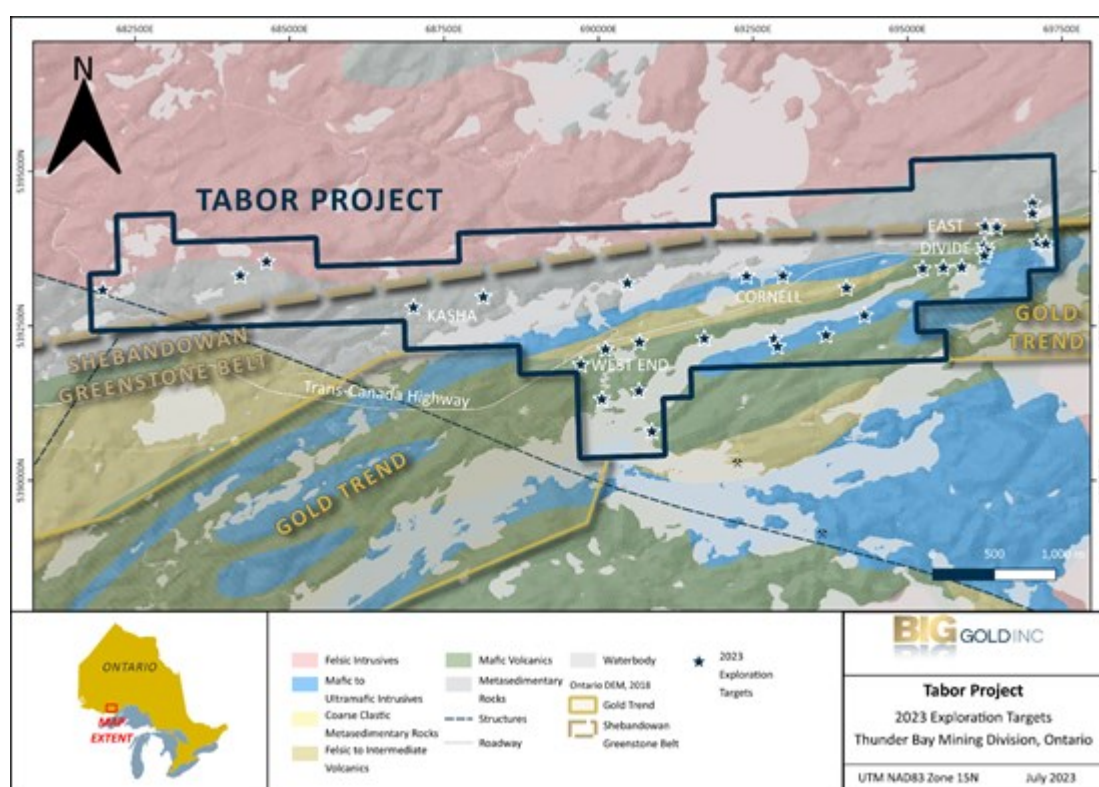 682500E 685000E 687500E 690000E 692500E 695000E 697500E
N
5395000N
5395000N
TABOR PROJECT
EAST
DIVIDE
CORNELL
KASHA
5392500N
5392500N
GOLD
TREND
SHEBANDOWAN
GREENSTONE BELT
WEST END
Trans-Canada Highway
GOLD TREND
5390000N
5390000N
0 500 1,000 m
ONTARIO
MAP
EXTENT
Felsic Intrusives
Mafic to
Ultramafic Intrusives
Coarse Clastic
Metasedimentary Rocks
Felsic to Intermediate
Volcanics
Mafic Volcanics
Metasedimentary
Rocks
Structures
Roadway
Waterbody
Ontario DEM, 2018
Gold Trend
Shebandowan
Greenstone Belt
2023
Exploration
Targets
BIG GOLD INC
Tabor Project
2023 Exploration Targets
Thunder Bay Mining Division, Ontario
UTM NAD83 Zone 15N July 2023